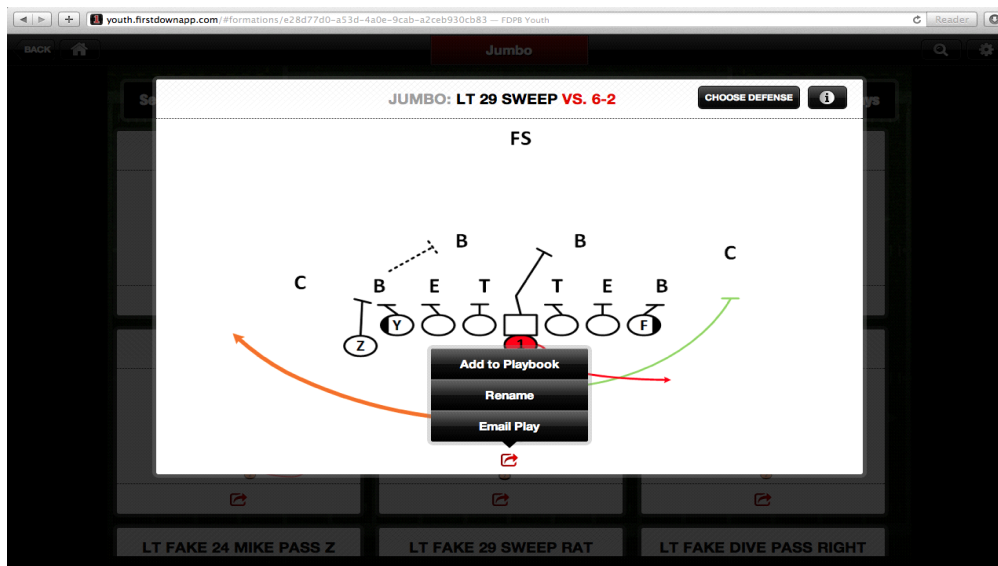 youth.firstdownapp.com/#formations/e28d77d0-a53d-4a0e-9cab-a2ceb930cb83 — FDPB Youth
Reader
BACK
Jumbo
Se
ys
JUMBO: LT 29 SWEEP VS. 6-2
CHOOSE DEFENSE
FS
B B
C C
B E T T E B
Y F
Z 1
Add to Playbook
Rename
Email Play
LT FAKE 24 MIKE PASS Z
LT FAKE 29 SWEEP RAT
LT FAKE DIVE PASS RIGHT